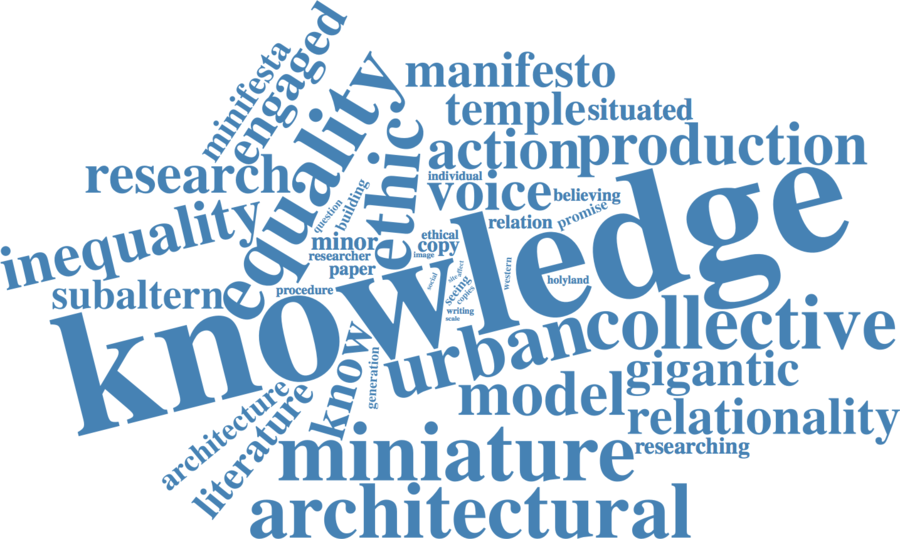 minifesta
engaged
manifesto
temple
situated
equality
ethic
action
production
research
individual
voice
believing
building
question
promise
relation
inequality
minor
ethical
copy
researcher
image
paper
knowledge
social
site
affect
seeing
copies
western
holyland
procedure
subaltern
writing
scale
urban
collective
know
generation
model
gigantic
architecture
literature
relationality
miniature
researching
architectural